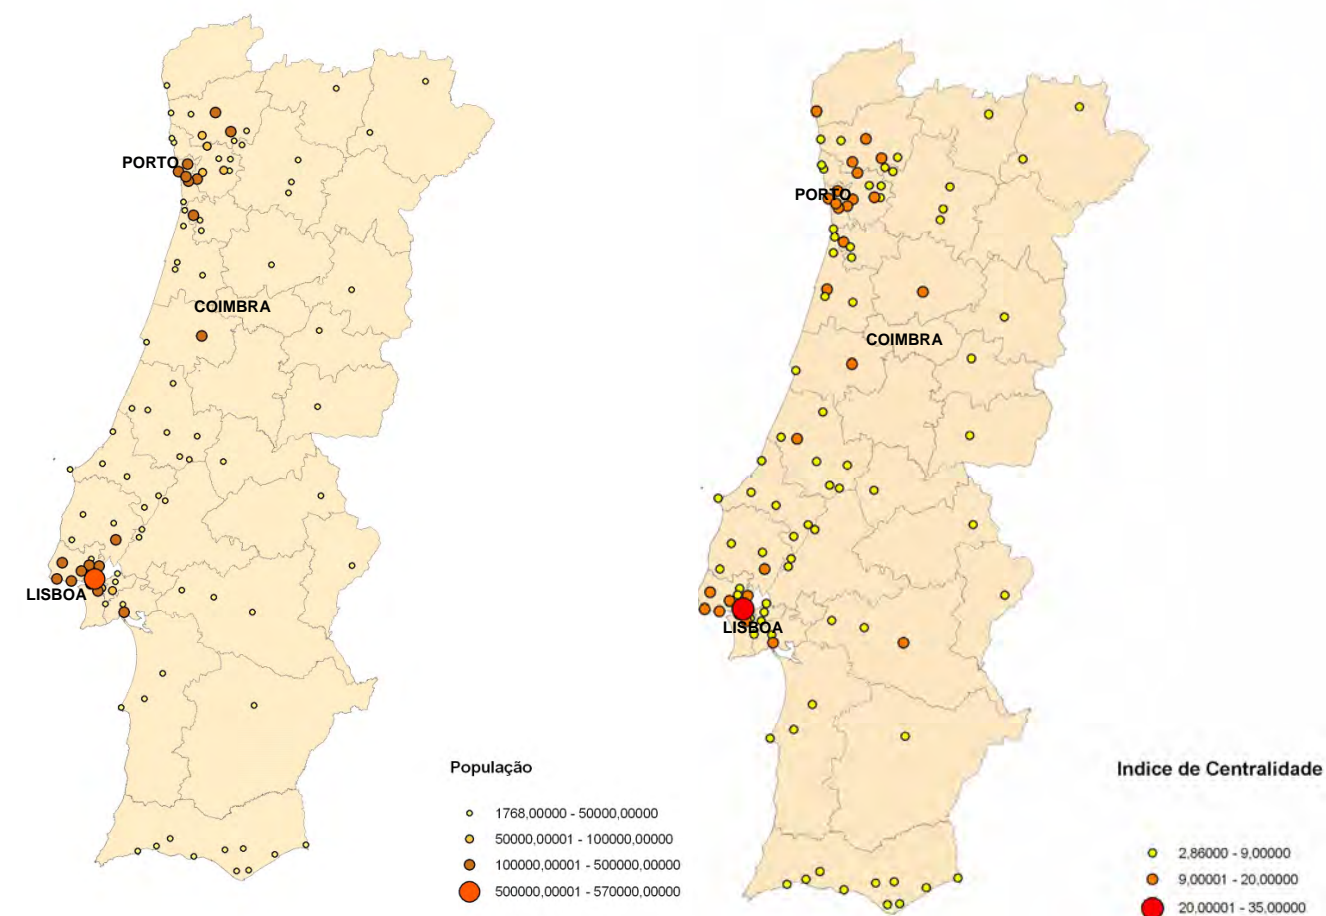 PORTO
COIMBRA
LISBOA
População
1768,00000 - 50000,00000
50000,00001 - 100000,00000
100000,00001 - 500000,00000
500000,00001 - 570000,00000
PORTO
COIMBRA
LISBOA
Indice de Centralidade
2,86000 - 9,00000
9,00001 - 20,00000
20,00001 - 35,00000